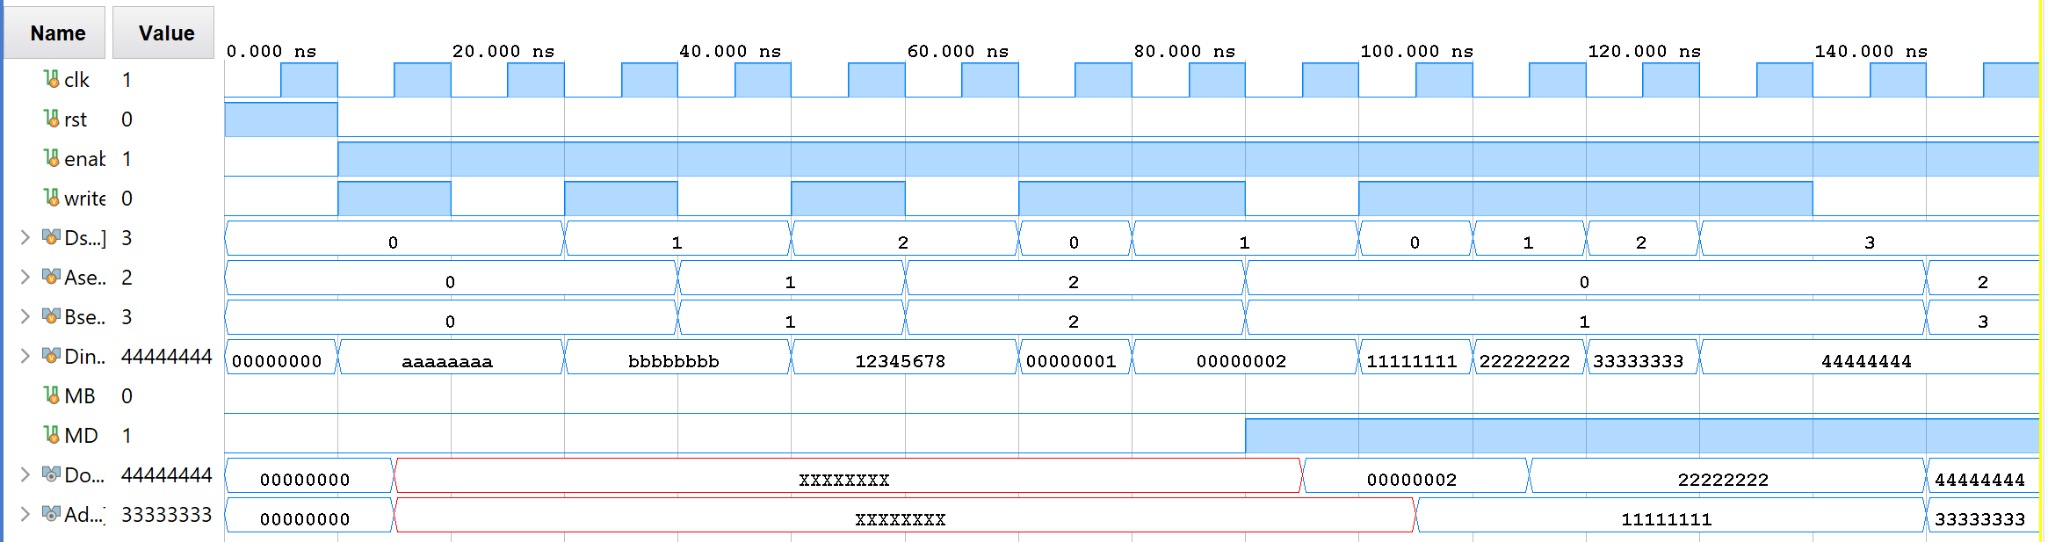 Name Value
0.000 ns 20.000 ns 40.000 ns 60.000 ns 80.000 ns 100.000 ns 120.000 ns 140.000 ns
clk 1
rst 0
enab 1
write 0
Ds...] 3 0 1 2 0 1 0 1 2 3
Ase.. 2 0 1 2 0 2
Bse.. 3 0 1 2 1 3
Din.. 44444444 00000000 aaaaaaaa bbbbbbbb 12345678 00000001 00000002 11111111 22222222 33333333 44444444
MB 0
MD 1
Do... 44444444 00000000 XXXXXXXX 00000002 22222222 44444444
Ad...] 33333333 00000000 XXXXXXXX 11111111 33333333